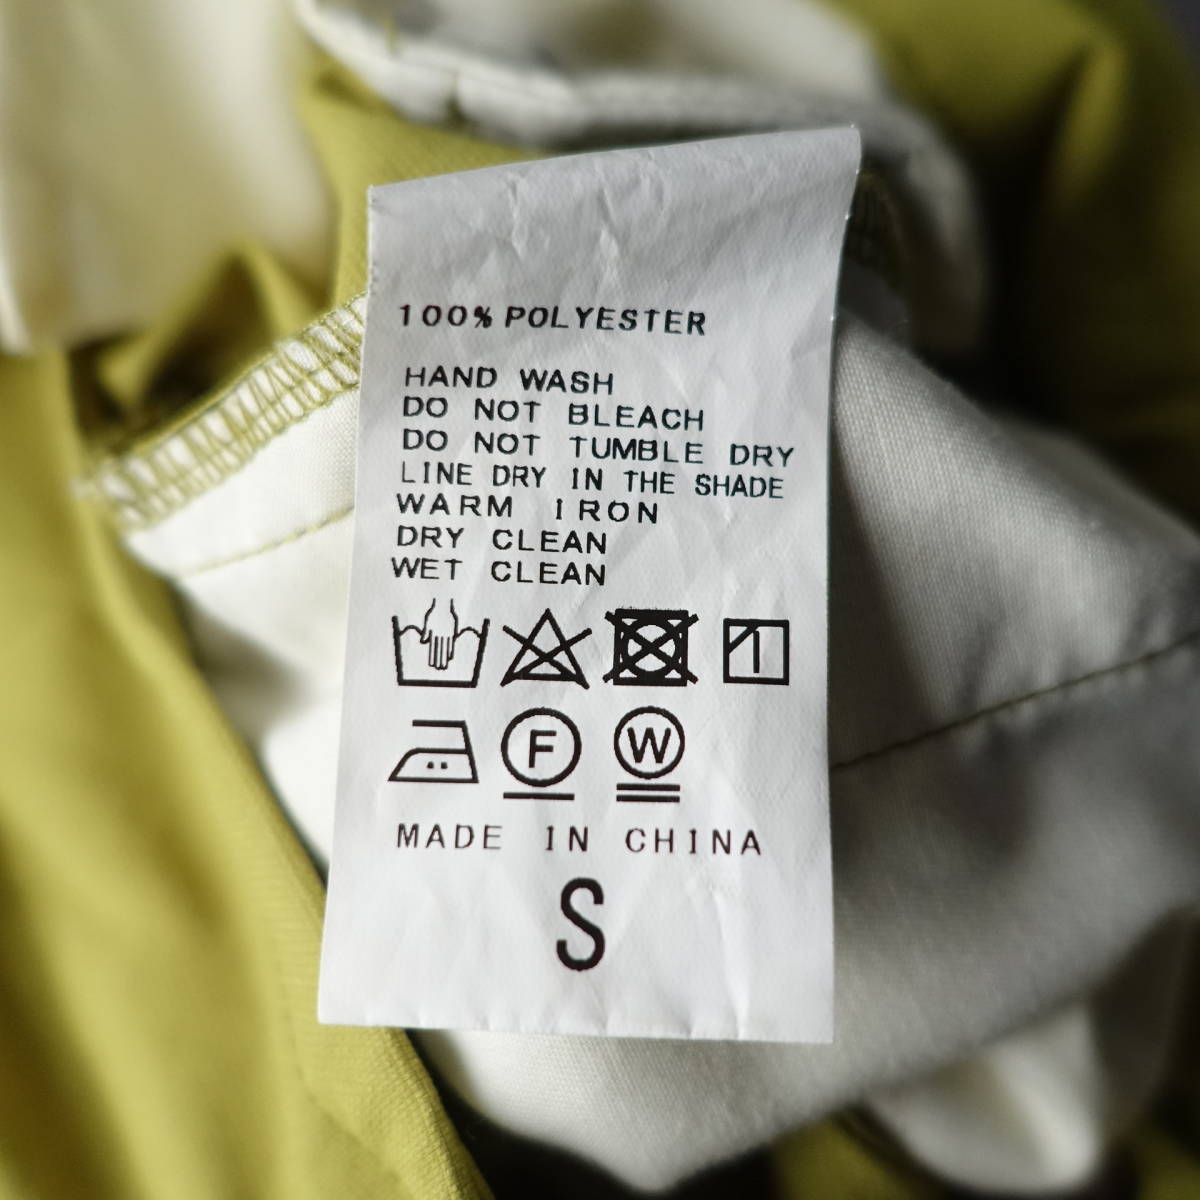 100% POLYESTER
HAND WASH
DO NOT BLEACH
DO NOT TUMBLE DRY
LINE DRY IN THE SHADE
WARM IRON
DRY CLEAN
WET CLEAN
F W
MADE IN CHINA
S